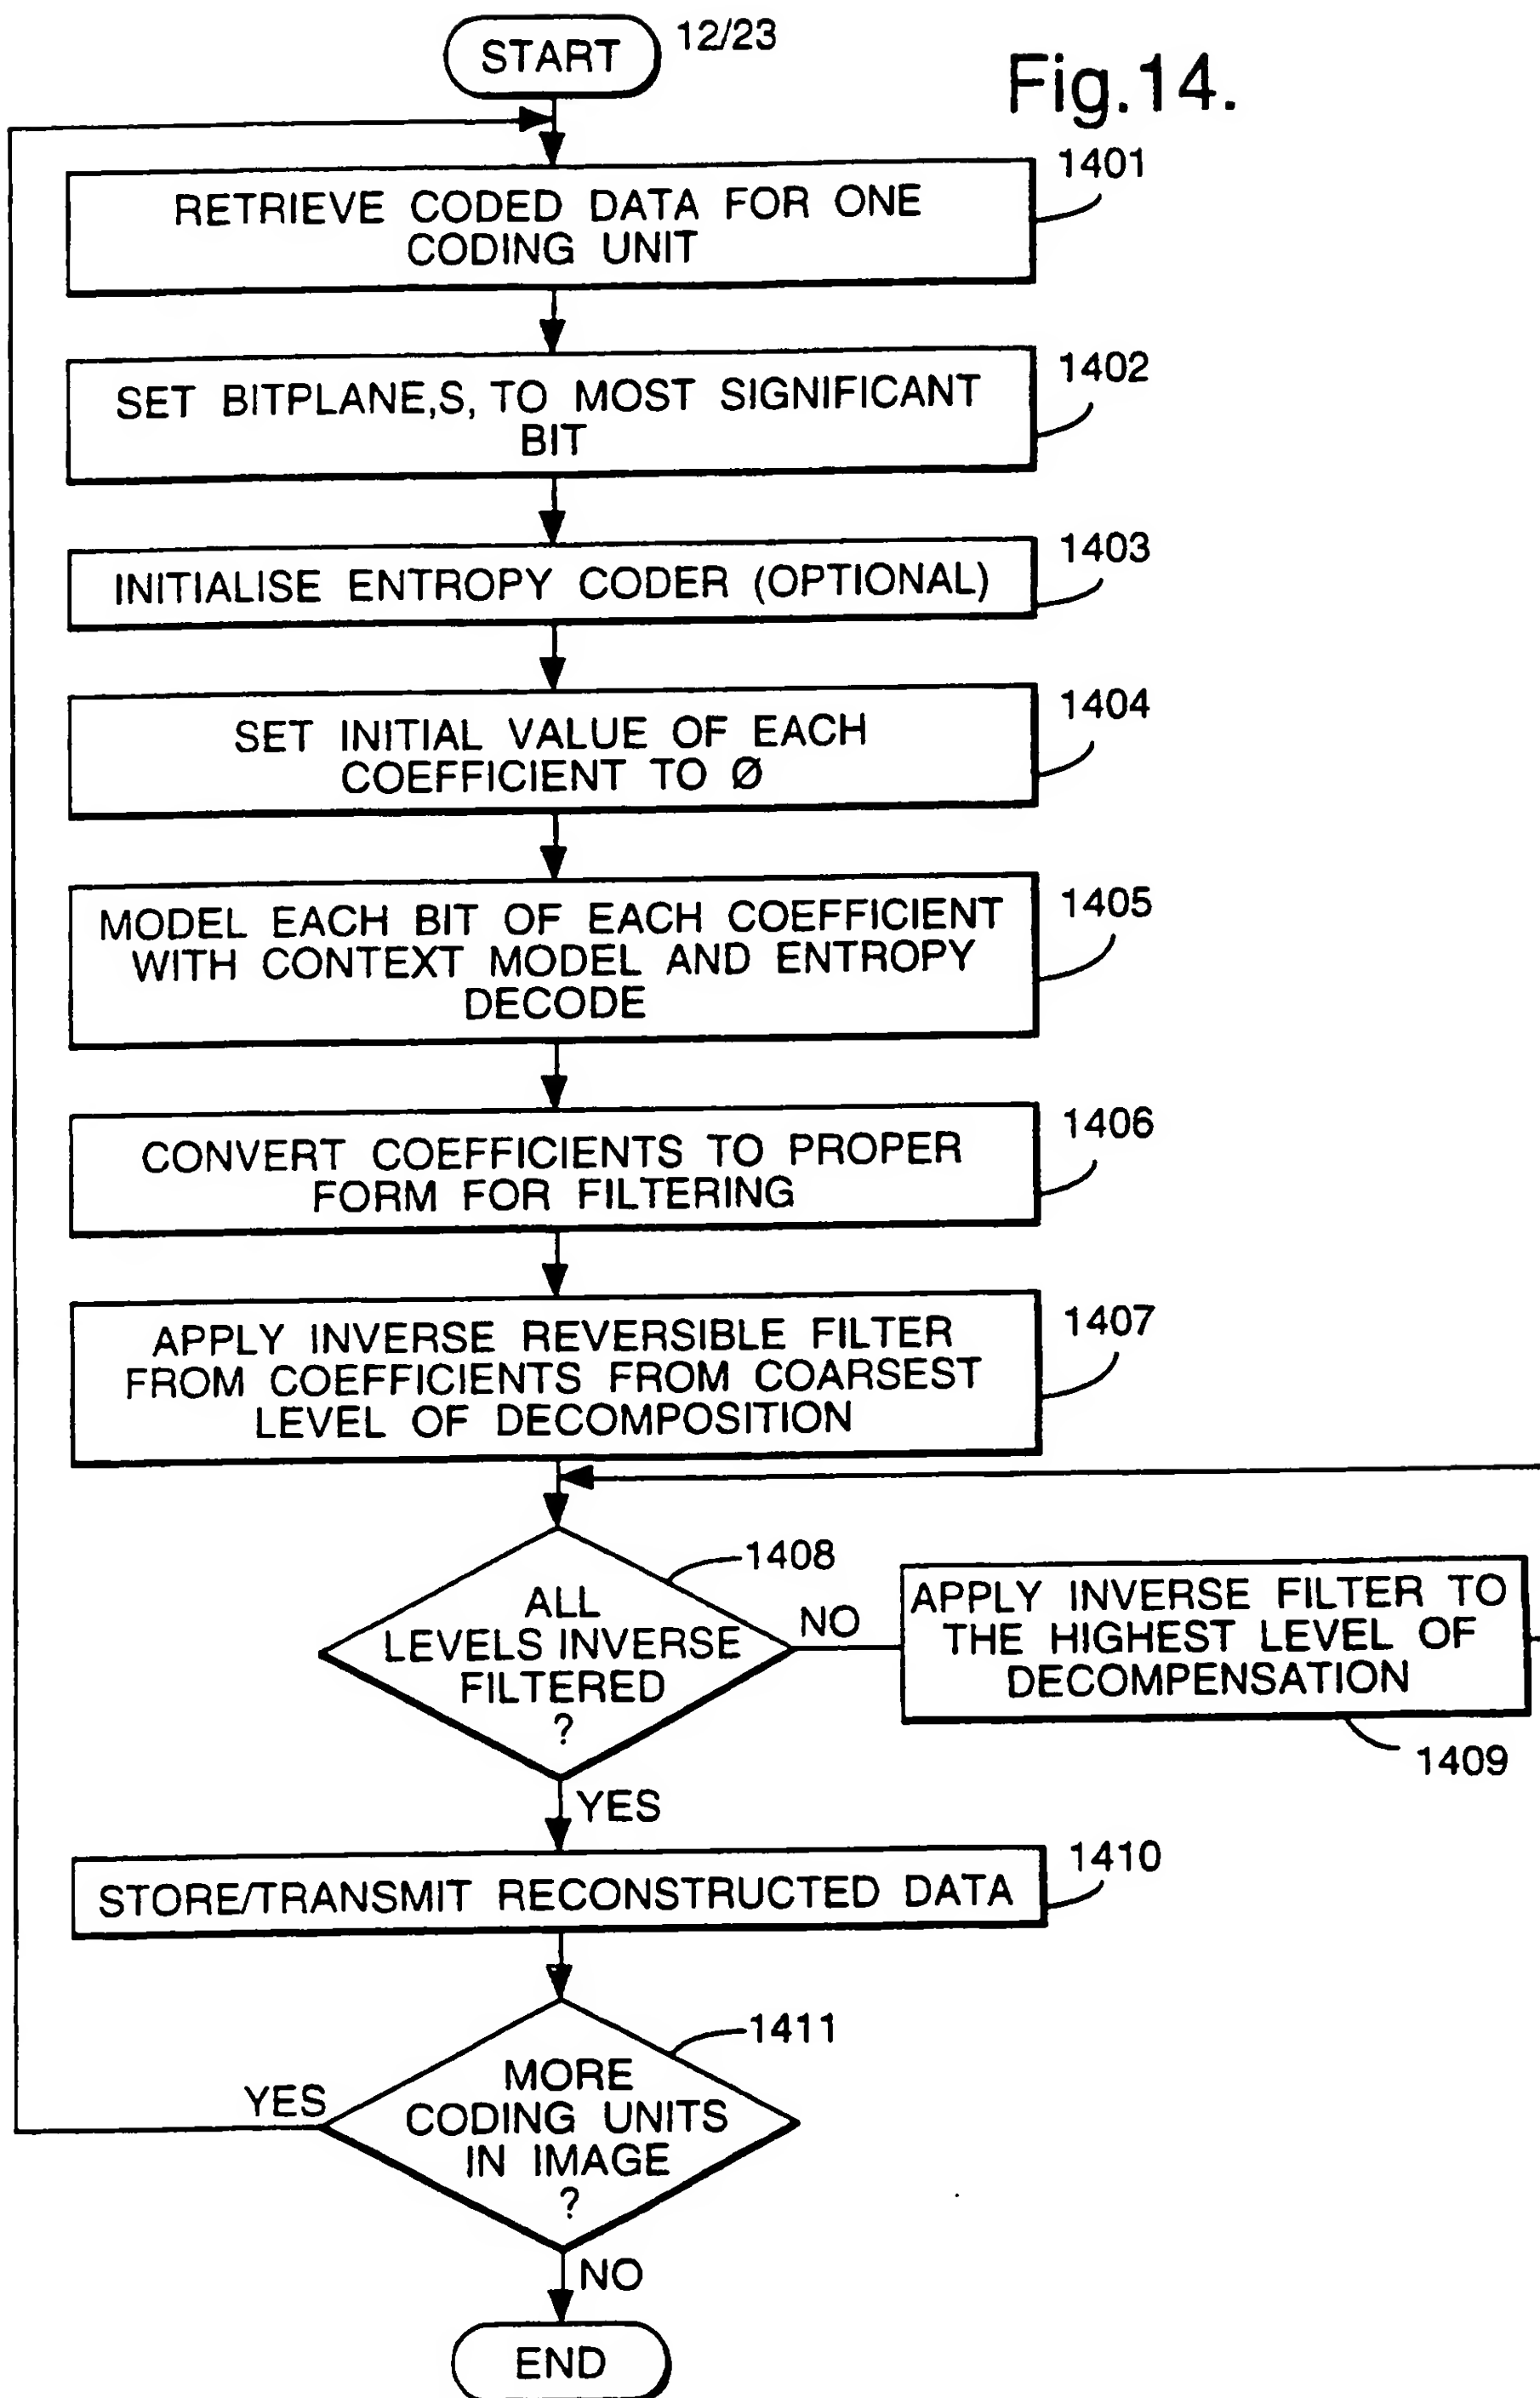 START
12/23
Fig.14.
1401
RETRIEVE CODED DATA FOR ONE
CODING UNIT
1402
SET BITPLANE,S, TO MOST SIGNIFICANT
BIT
1403
INITIALISE ENTROPY CODER (OPTIONAL)
1404
SET INITIAL VALUE OF EACH
COEFFICIENT TO Ø
1405
MODEL EACH BIT OF EACH COEFFICIENT
WITH CONTEXT MODEL AND ENTROPY
DECODE
1406
CONVERT COEFFICIENTS TO PROPER
FORM FOR FILTERING
1407
APPLY INVERSE REVERSIBLE FILTER
FROM COEFFICIENTS FROM COARSEST
LEVEL OF DECOMPOSITION
1408
ALL
LEVELS INVERSE
FILTERED
?
NO
APPLY INVERSE FILTER TO
THE HIGHEST LEVEL OF
DECOMPENSATION
1409
YES
1410
STORE/TRANSMIT RECONSTRUCTED DATA
1411
MORE
CODING UNITS
IN IMAGE
?
YES
NO
END